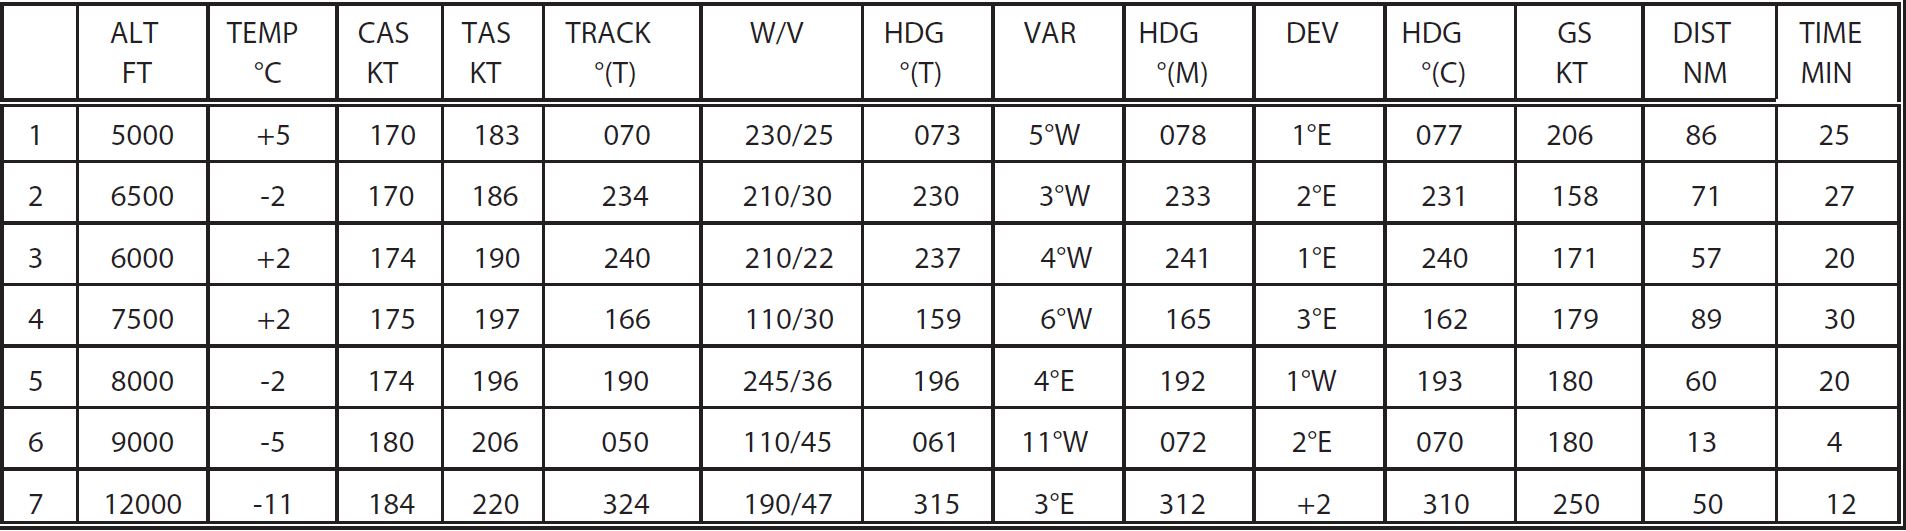 ALT TEMP CAS TAS TRACK W/V HDG VAR HDG DEV HDG GS DIST TIME
FT °C KT KT °(T) °(T) °(M) °(C) KT NM MIN
1 5000 +5 170 183 070 230/25 073 5°W 078 1°E 077 206 86 25
2 6500 -2 170 186 234 210/30 230 3°W 233 2°E 231 158 71 27
3 6000 +2 174 190 240 210/22 237 4°W 241 1°E 240 171 57 20
4 7500 +2 175 197 166 110/30 159 6°W 165 3°E 162 179 89 30
5 8000 -2 174 196 190 245/36 196 4°E 192 1°W 193 180 60 20
6 9000 -5 180 206 050 110/45 061 11°W 072 2°E 070 180 13 4
7 12000 -11 184 220 324 190/47 315 3°E 312 +2 310 250 50 12